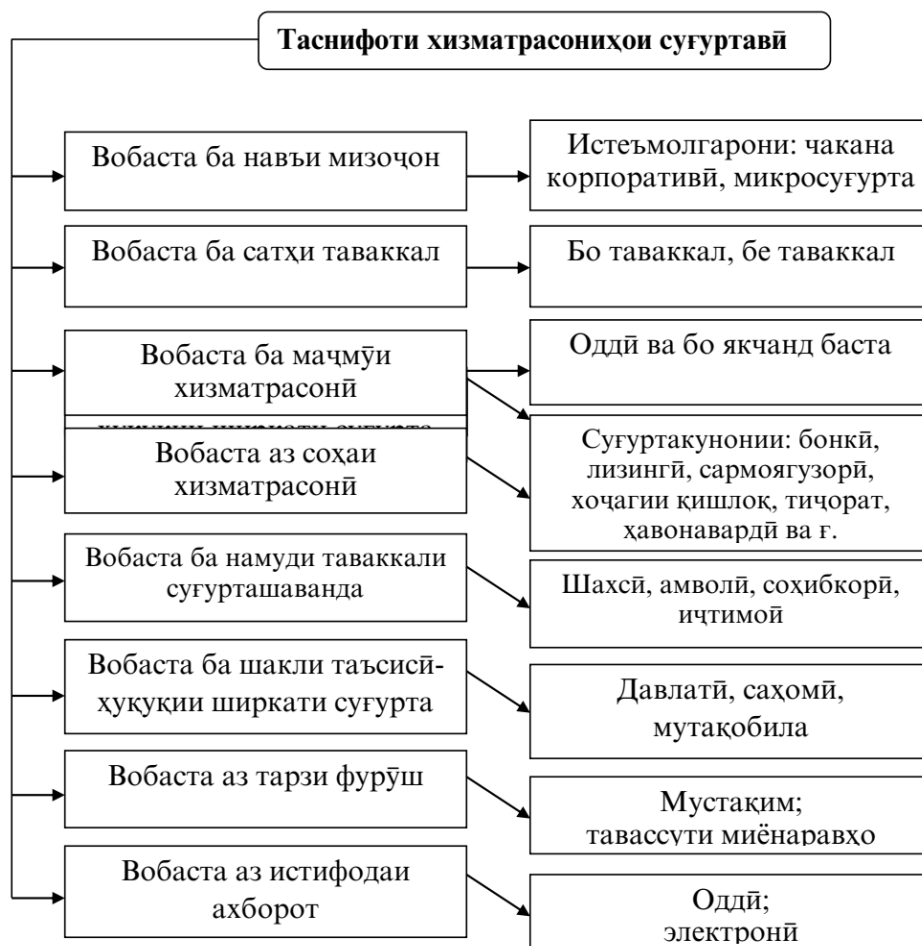 Таснифоти хизматрасониҳои суғуртавӣ
Вобаста ба навъи мизоҷон
Истеъмолгарони: чакана
корпоративӣ, микросуғурта
Вобаста ба сатҳи таваккал
Бо таваккал, бе таваккал
Вобаста ба маҷмӯи
хизматрасонӣ
Оддӣ ва бо якчанд баста
ҳуқуқии ширкати суғурта
Вобаста аз соҳаи
хизматрасонӣ
Суғуртакунонии: бонкӣ,
лизингӣ, сармоягузорӣ,
хоҷагии қишлоқ, тиҷорат,
ҳавонавардӣ ва ғ.
Вобаста ба намуди таваккали
суғурташаванда
Шахсӣ, амволӣ, соҳибкорӣ,
иҷтимоӣ
Вобаста ба шакли таъсисӣ-
ҳуқуқии ширкати суғурта
Давлатӣ, саҳомӣ,
мутақобила
Вобаста аз тарзи фурӯш
Мустақим;
тавассути миёнаравҳо
Вобаста аз истифодаи
ахборот
Оддӣ;
электронӣ